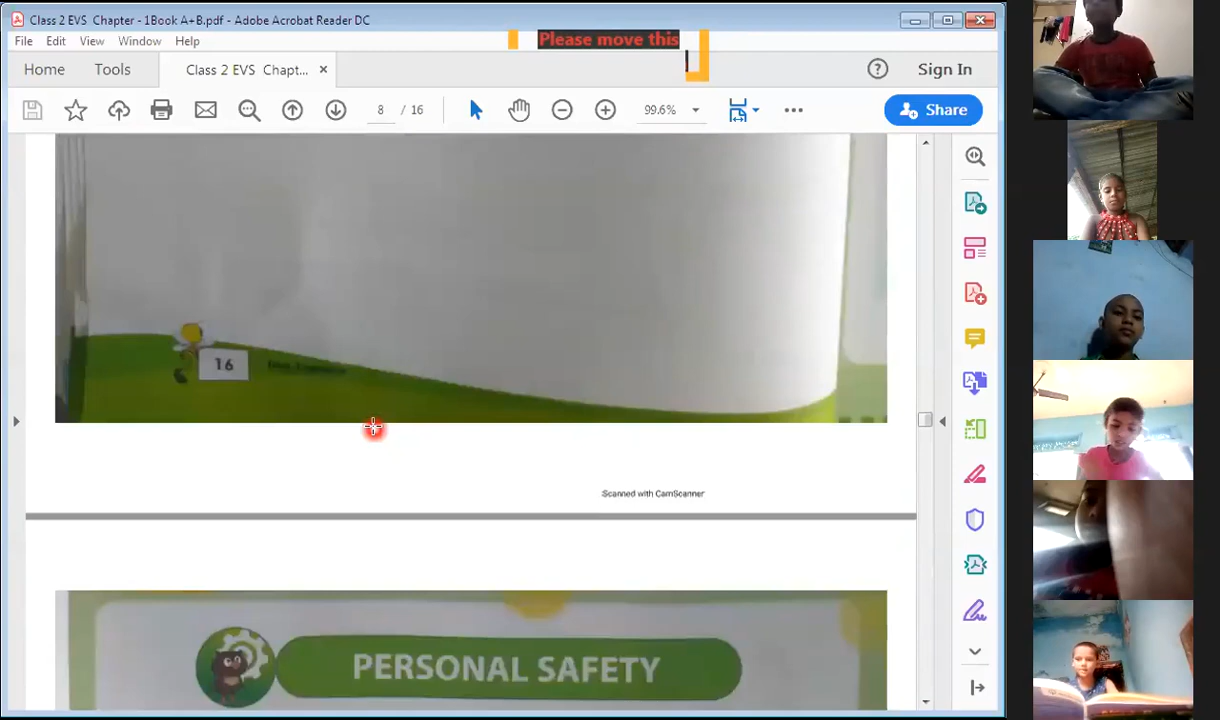 Class 2 EVS Chapter - 1Book A+B.pdf - Adobe Acrobat Reader DC
File Edit View Window Help
Please move this
Home Tools Class 2 EVS Chapt... × ? Sign In
8 / 16 99.6% Share
16
Scanned with CamScanner
PERSONAL SAFETY